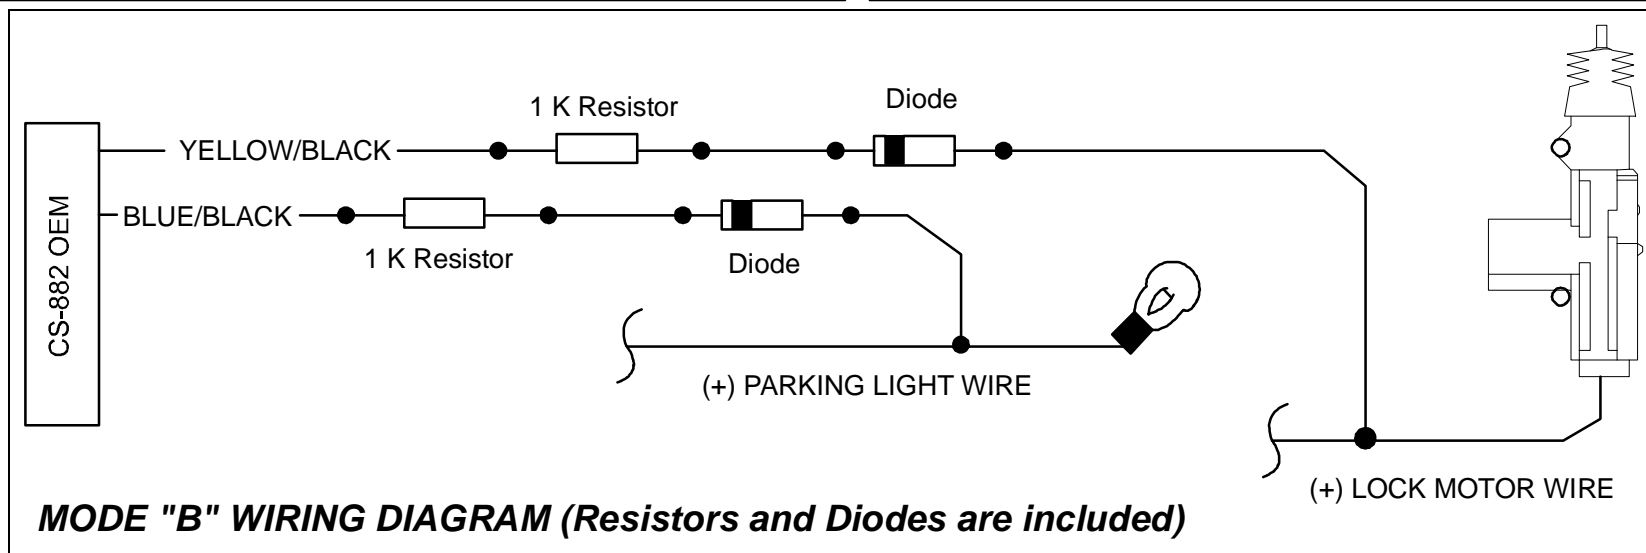 1 K Resistor
Diode
YELLOW/BLACK
CS-882 OEM
BLUE/BLACK
1 K Resistor
Diode
(+) PARKING LIGHT WIRE
(+) LOCK MOTOR WIRE
MODE "B" WIRING DIAGRAM (Resistors and Diodes are included)